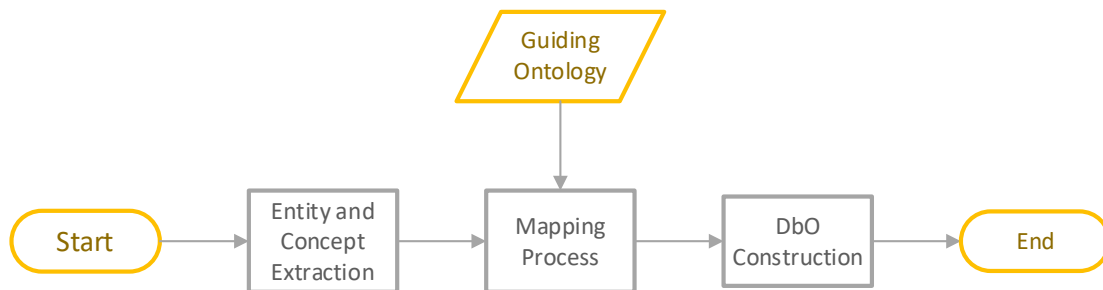 Guiding
Ontology
Start
Entity and
Concept
Extraction
Mapping
Process
DbO
Construction
End